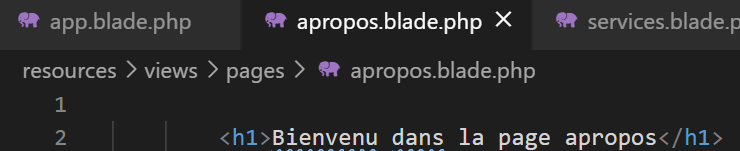 app.blade.php apropos.blade.php services.blade.p
resources > views > pages > apropos.blade.php
1
2 <h1>Bienvenu dans la page apropos</h1>